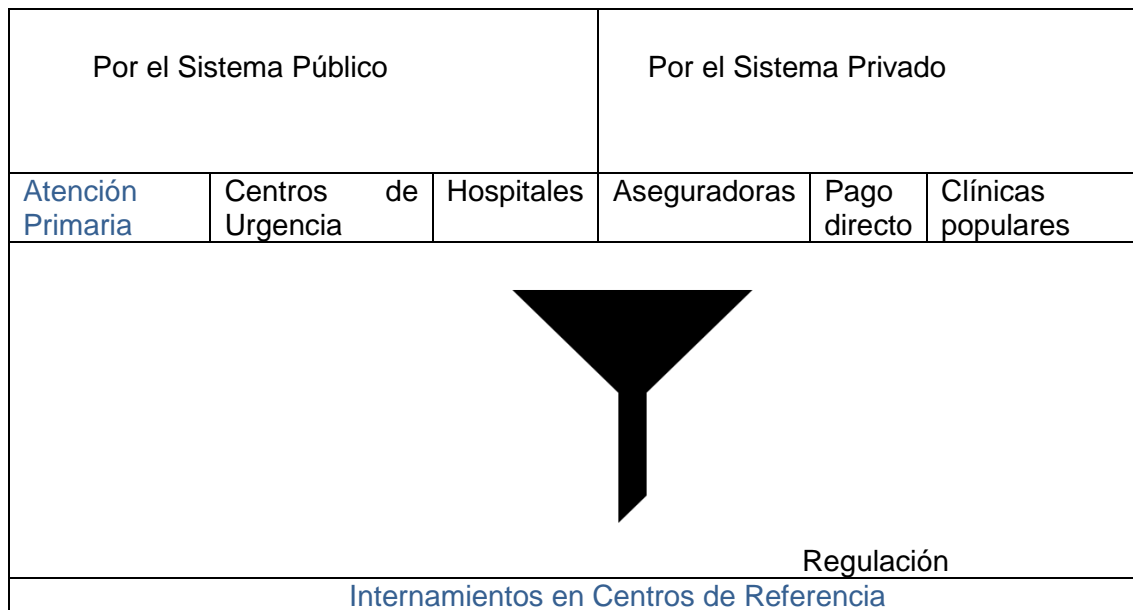 Por el Sistema Público
Por el Sistema Privado
Atención
Primaria
Centros de
Urgencia
Hospitales
Aseguradoras
Pago
directo
Clínicas
populares
Regulación
Internamientos en Centros de Referencia